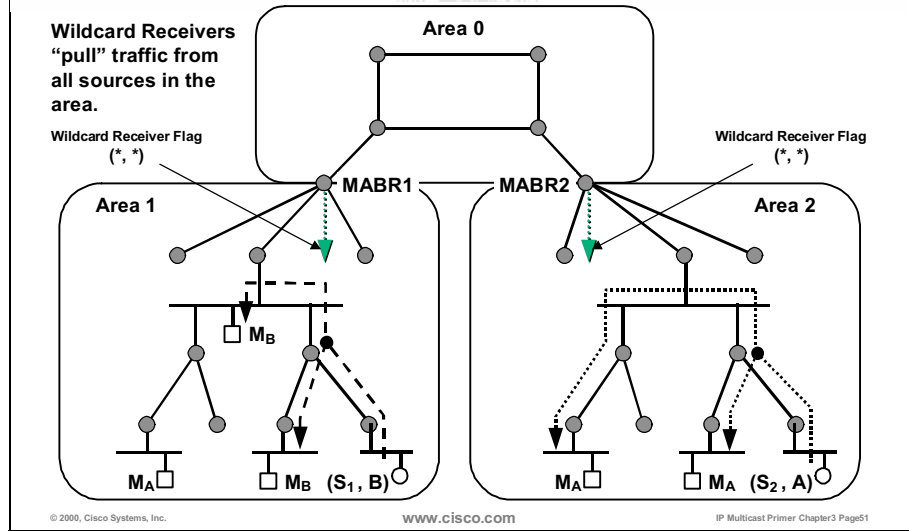 Wildcard Receivers
“pull” traffic from
all sources in the
area.
Area 0
Wildcard Receiver Flag
(*, *)
Wildcard Receiver Flag
(*, *)
MABR1
MABR2
Area 1
Area 2
MB
MA
MB
(S1 , B)
MA
MA
(S2 , A)
© 2000, Cisco Systems, Inc.
www.cisco.com
IP Multicast Primer Chapter3 Page51